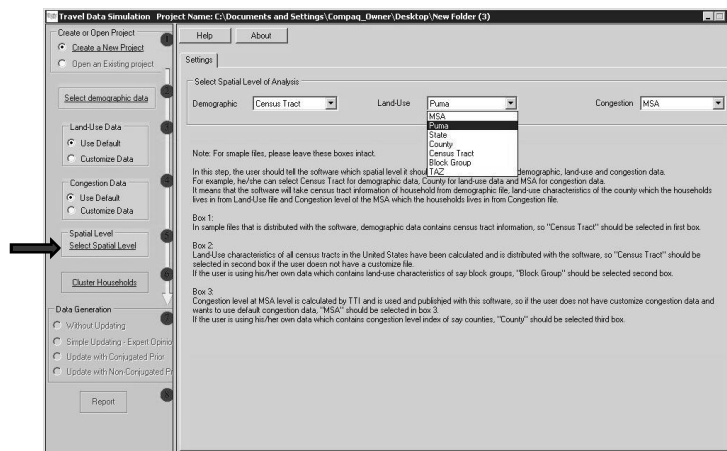 Travel Data Simulation   Project Name: C:\Documents and Settings\Compaq_Owner\Desktop\New Folder (3)
Create or Open Project
Create a New Project
Open an Existing project
1
Select demographic data
2
Land-Use Data
Use Default
Customize Data
3
Congestion Data
Use Default
Customize Data
4
Spatial Level
Select Spatial Level
5
Cluster Households
6
Data Generation
7
Without Updating
Simple Updating - Expert Opinio
Update with Conjugated Prior
Update with Non-Conjugated Pr
Report
8
Help
About
Settings
Select Spatial Level of Analysis
Demographic
Census Tract
Land-Use
Puma
Congestion
MSA
MSA
Puma
State
County
Census Tract
Block Group
TAZ
Note: For smaple files, please leave these boxes intact.
In this step, the user should tell the software which spatial level it shoul demographic, land-use and congestion data.
For example, he/she can select Census Tract for demographic data, County for land-use data and MSA for congestion data.
It means that the software will take census tract information of household from demographic file, land-use characteristics of the county which the households
lives in from Land-Use file and Congestion level of the MSA which the households lives in from Congestion file.
Box 1:
In sample files that is distributed with the software, demographic data contains census tract information, so "Census Tract" should be selected in first box.
Box 2:
Land-Use characteristics of all census tracts in the United States have been calculated and is distributed with the software, so "Census Tract" should be
selected in second box if the user doesn not have a customize file.
If the user is using his/her own data which contains land-use characteristics of say block groups, "Block Group" should be selected second box.
Box 3:
Congestion level at MSA level is calculated by TTI and is used and publishjed with this software, so if the user does not have customize congestion data and
wants to use default congestion data, "MSA" should be selected in box 3.
If the user is using his/her own data which contains congestion level index of say counties, "County" should be selected third box.